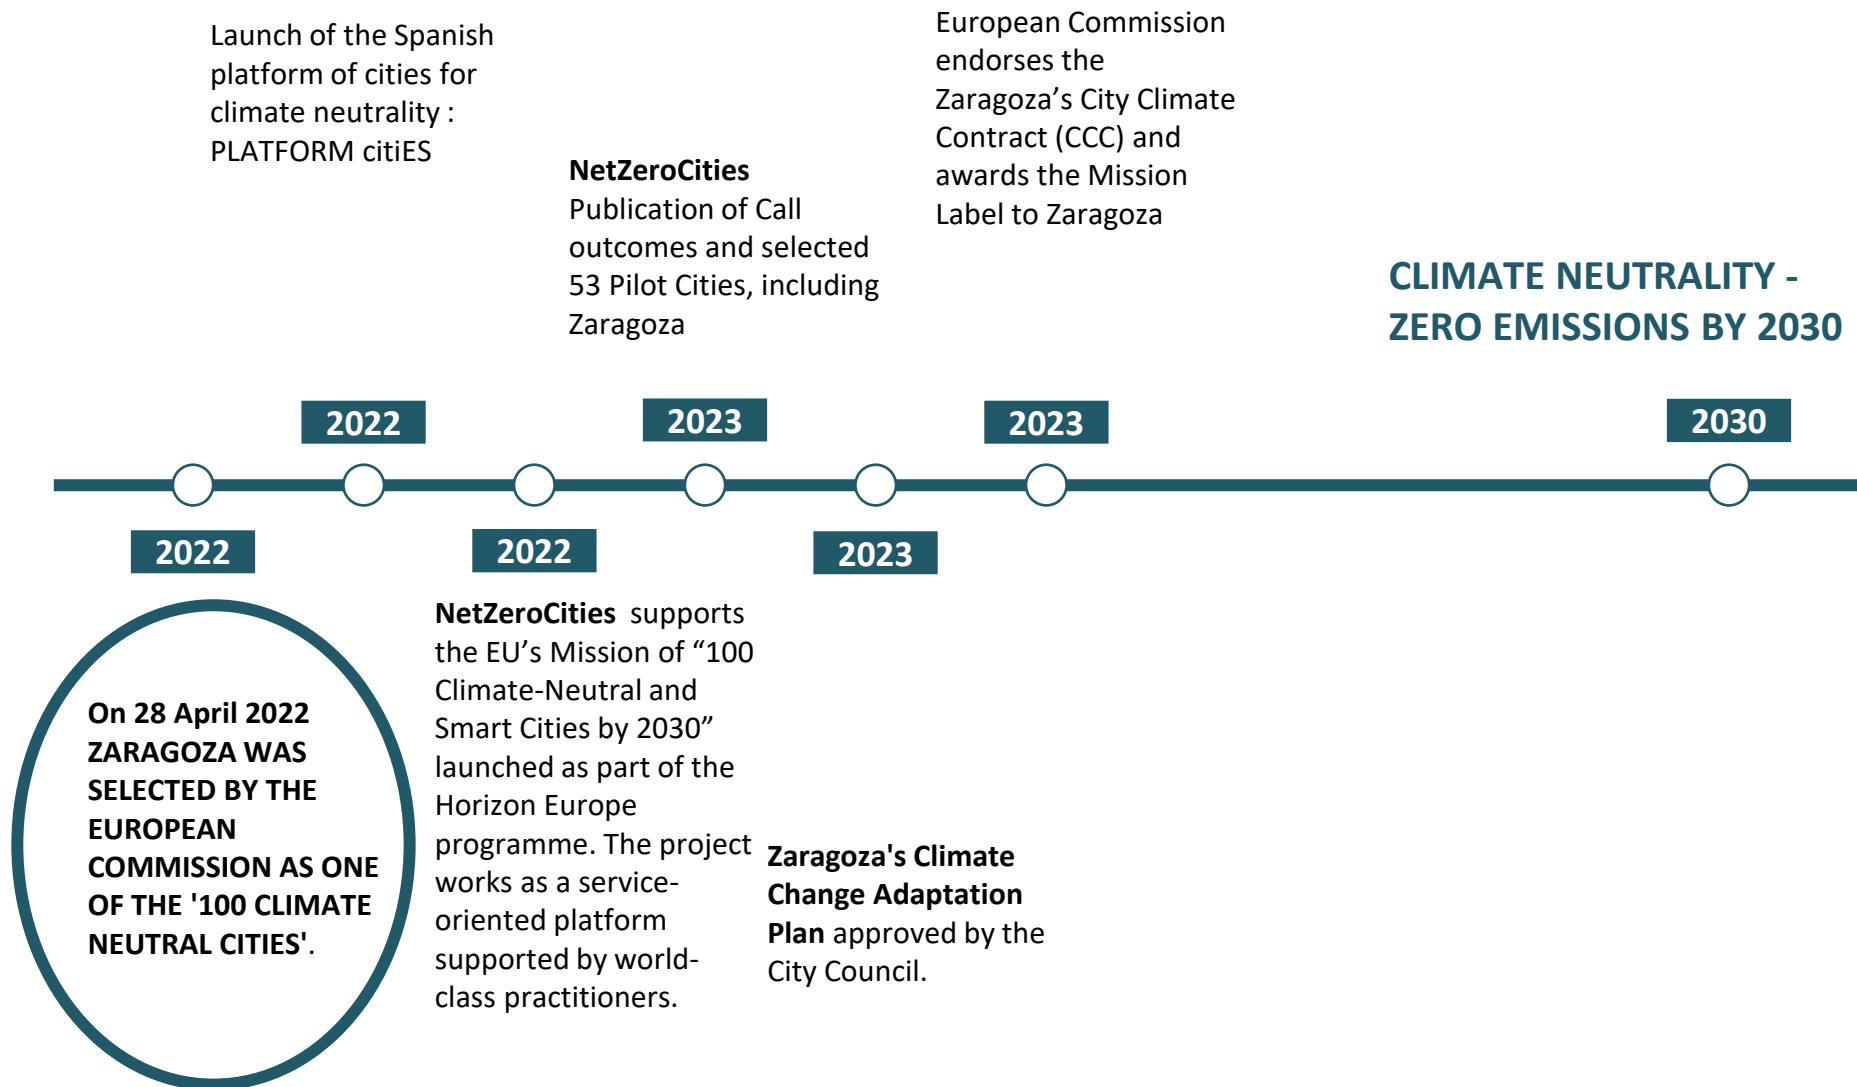 Launch of the Spanish
platform of cities for
climate neutrality :
PLATFORM citiES
NetZeroCities
Publication of Call
outcomes and selected
53 Pilot Cities, including
Zaragoza
European Commission
endorses the
Zaragoza’s City Climate
Contract (CCC) and
awards the Mission
Label to Zaragoza
CLIMATE NEUTRALITY -
ZERO EMISSIONS BY 2030
2022
2023
2023
2030
2022
2022
2023
On 28 April 2022
ZARAGOZA WAS
SELECTED BY THE
EUROPEAN
COMMISSION AS ONE
OF THE '100 CLIMATE
NEUTRAL CITIES'.
NetZeroCities supports
the EU’s Mission of “100
Climate-Neutral and
Smart Cities by 2030”
launched as part of the
Horizon Europe
programme. The project
works as a service-
oriented platform
supported by world-
class practitioners.
Zaragoza's Climate
Change Adaptation
Plan approved by the
City Council.